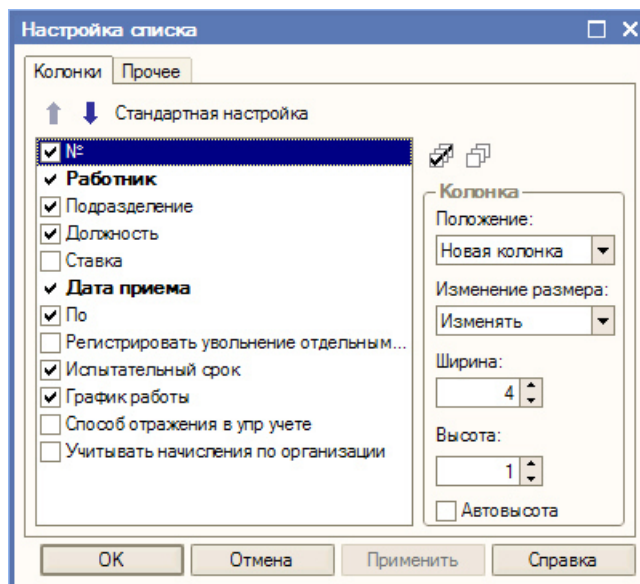 Настройка списка
Колонки Прочее
Стандартная настройка
№
Работник
Подразделение
Должность
Ставка
Дата приема
По
Регистрировать увольнение отдельным...
Испытательный срок
График работы
Способ отражения в упр учете
Учитывать начисления по организации
Колонка
Положение:
Новая колонка
Изменение размера:
Изменять
Ширина:
4
Высота:
1
Автовысота
OK Отмена Применить Справка